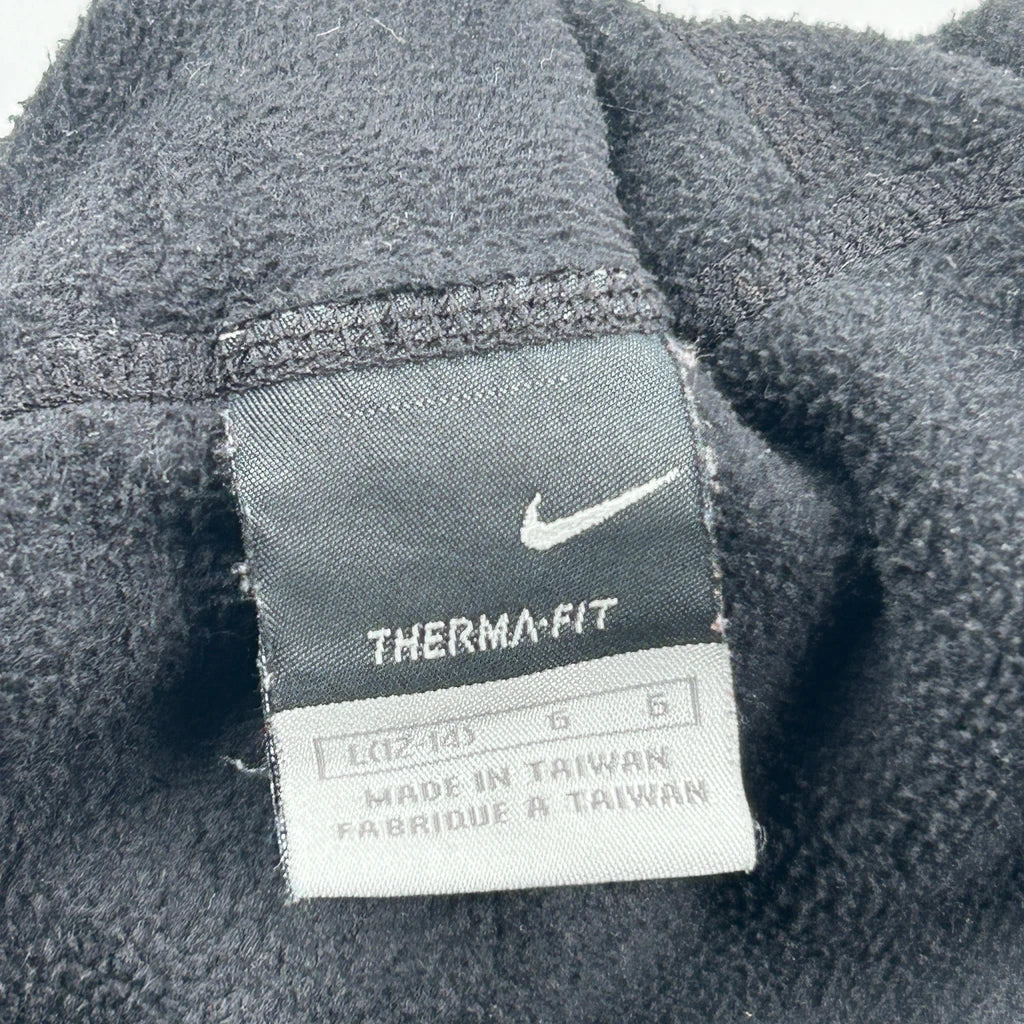 THERMA·FIT
L(12-14) G G
MADE IN TAIWAN
FABRIQUE A TAIWAN